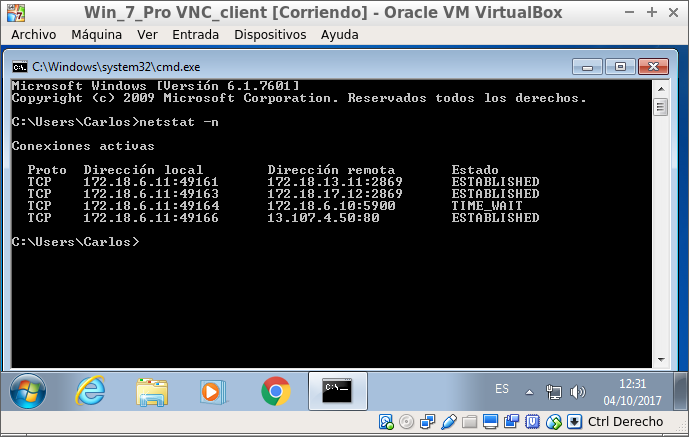 Win_7_Pro VNC_client [Corriendo] - Oracle VM VirtualBox
Archivo Máquina Ver Entrada Dispositivos Ayuda
C:\Windows\system32\cmd.exe
Microsoft Windows [Versión 6.1.7601]
Copyright (c) 2009 Microsoft Corporation. Reservados todos los derechos.
C:\Users\Carlos>netstat -n
Conexiones activas
Proto Dirección local Dirección remota Estado
TCP 172.18.6.11:49161 172.18.13.11:2869 ESTABLISHED
TCP 172.18.6.11:49163 172.18.17.12:2869 ESTABLISHED
TCP 172.18.6.11:49164 172.18.6.10:5900 TIME_WAIT
TCP 172.18.6.11:49166 13.107.4.50:80 ESTABLISHED
C:\Users\Carlos>
ES
12:31
04/10/2017
Ctrl Derecho